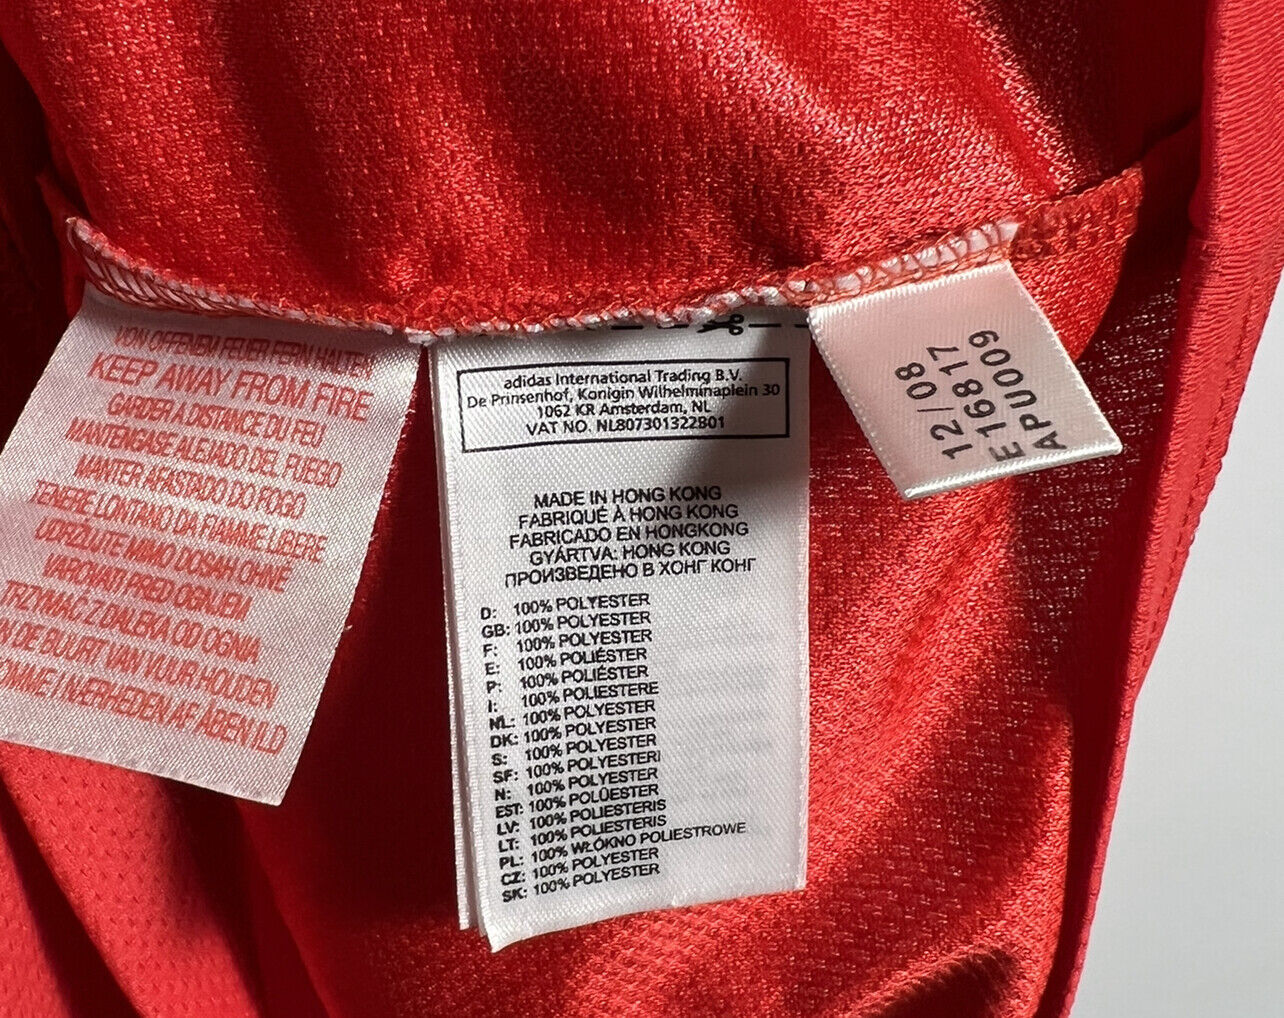 VON OFFENEM FEUER FERN HALTEN
KEEP AWAY FROM FIRE
GARDER A DISTANCE DU FEU
MANTENGASE ALEJADO DEL FUEGO
MANTER AFASTADO DO FOGO
TENERE LONTANO DA FIAMME LIBERE
UDRŽUJTE MIMO DOSAH OHNE
VAROVATI PRED OGNJEM
TRZYMAĆ Z DALEKA OD OGNIA
DE BUURT VAN VUUR HOUDEN
IKKE I NÆRHEDEN AF ÅBEN ILD
adidas International Trading B.V.
De Prinsenhof, Konigin Wilhelminaplein 30
1062 KR Amsterdam, NL
VAT NO. NL807301322B01
MADE IN HONG KONG
FABRIQUÉ À HONG KONG
FABRICADO EN HONGKONG
GYÁRTVA: HONG KONG
ПРОИЗВЕДЕНО В ХОНГ КОНГ
D: 100% POLYESTER
GB: 100% POLYESTER
F: 100% POLYESTER
E: 100% POLIÉSTER
P: 100% POLIÉSTER
I: 100% POLIESTERE
NL: 100% POLYESTER
DK: 100% POLYESTER
S: 100% POLYESTER
SF: 100% POLYESTERI
N: 100% POLYESTER
EST: 100% POLÜESTER
LV: 100% POLIESTERIS
LT: 100% POLIESTERIS
PL: 100% WŁÓKNO POLIESTROWE
CZ: 100% POLYESTER
SK: 100% POLYESTER
12/08
E16817
APU009